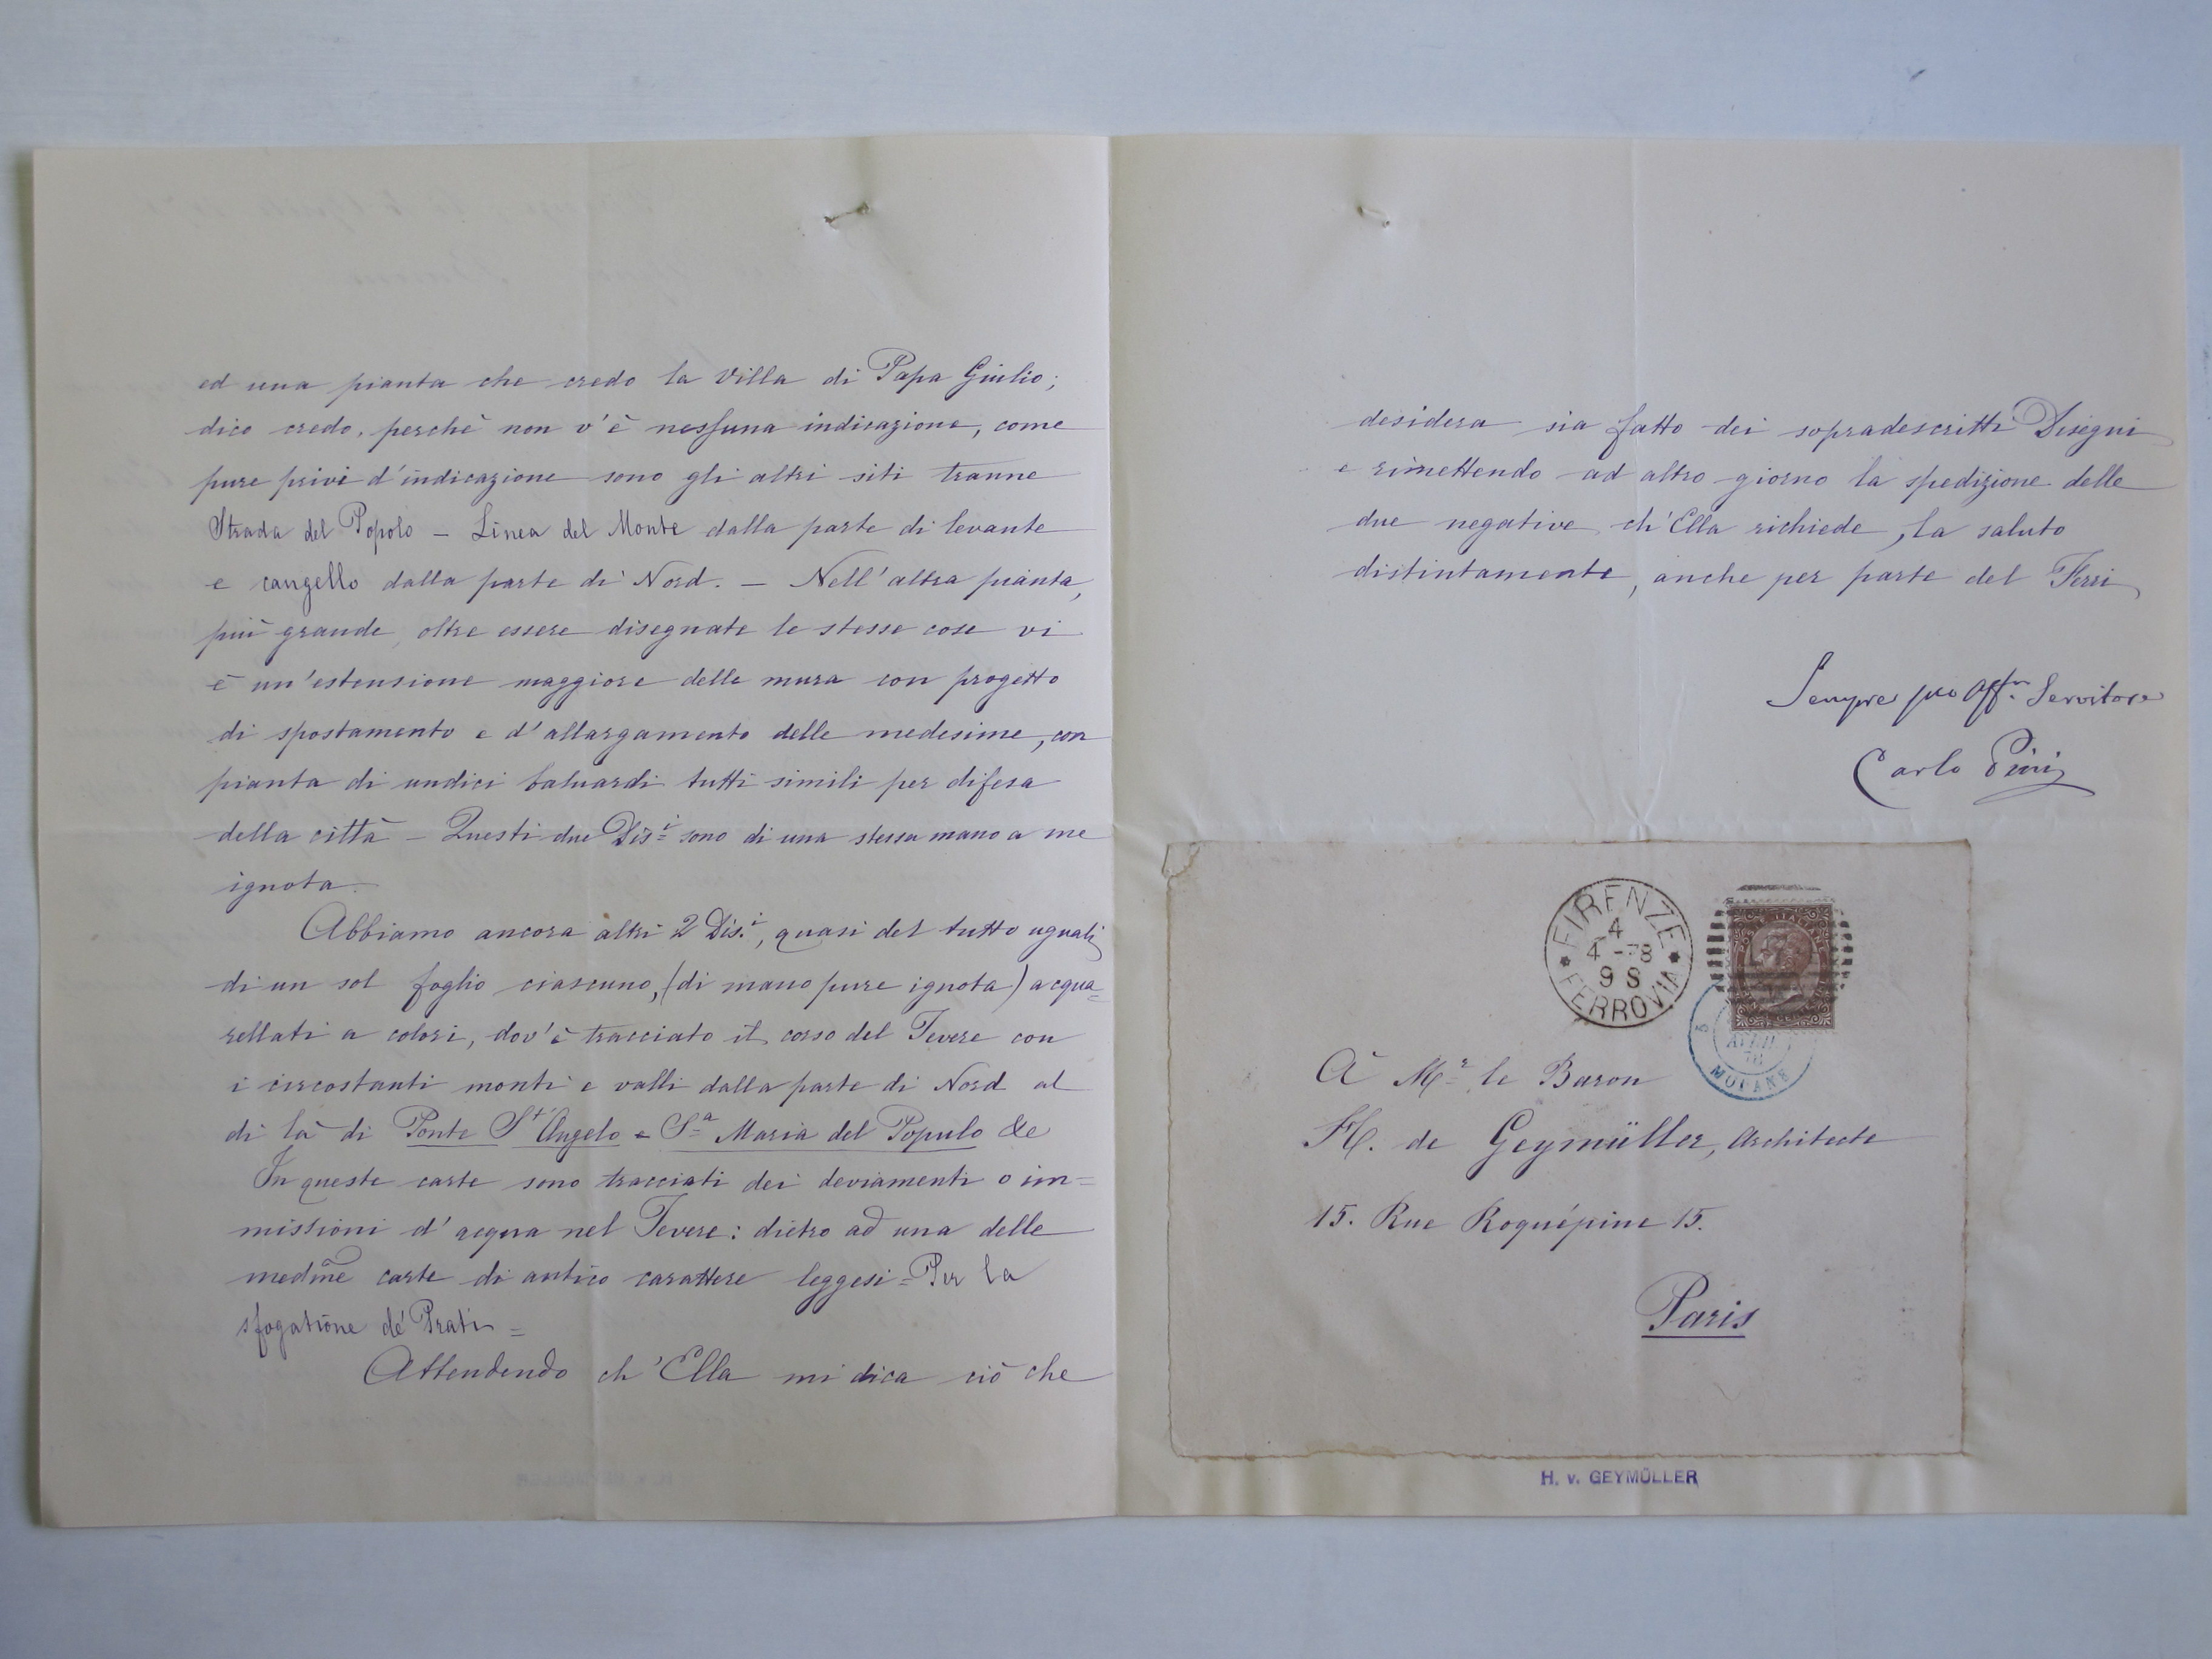 ed una pianta che credo la Villa di Papa Giulio;
dico credo, perchè non v'è nessuna indicazione, come
pure privi d'indicazione sono gli altri siti tranne
Strada del Popolo – Linea del Monte dalla parte di levante
e cangello dalla parte di Nord. – Nell'altra pianta,
più grande, oltre essere disegnate le stesse cose vi
è un'estensione maggiore delle mura con progetto
di spostamento e d'allargamento delle medesime, con
pianta di undici baluardi tutti simili per difesa
della città – Questi due Dis.i sono di una stessa mano a me
ignota.
Abbiamo ancora altri 2 Dis.i, quasi del tutto uguali
di un sol foglio ciascuno, (di mano pure ignota) acqua=
rellati a colori, dov'è tracciato il corso del Tevere con
i circostanti monti e valli dalla parte di Nord al
di là di Ponte St Angelo e S.a Maria del Populo &c
In queste carte sono tracciati dei deviamenti o im=
missioni d'acqua nel Tevere: dietro ad una delle
medme carte di antico carattere leggesi = Per la
sfogatione de' Prati =
Attendendo ch'Ella mi dica ciò che
desidera sia fatto dei sopradescritti Disegni
e rimettendo ad altro giorno la spedizione delle
due negative ch'Ella richiede, la saluto
distintamente, anche per parte del Ferri
Sempre suo Aff.mo Servitore
Carlo Pini
FIRENZE
4
4 - 78
9 S
FERROVIA
MODANE
À Mr le Baron
H. de Geymüller, Architecte
15. Rue Roquépine 15.
Paris
H. v. GEYMÜLLER